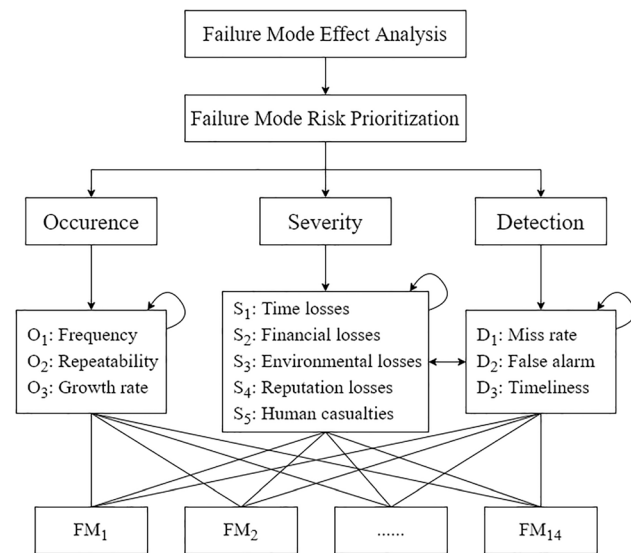 Failure Mode Effect Analysis
Failure Mode Risk Prioritization
Occurence
Severity
Detection
O₁: Frequency
O₂: Repeatability
O₃: Growth rate
S₁: Time losses
S₂: Financial losses
S₃: Environmental losses
S₄: Reputation losses
S₅: Human casualties
D₁: Miss rate
D₂: False alarm
D₃: Timeliness
FM₁
FM₂
......
FM₁₄